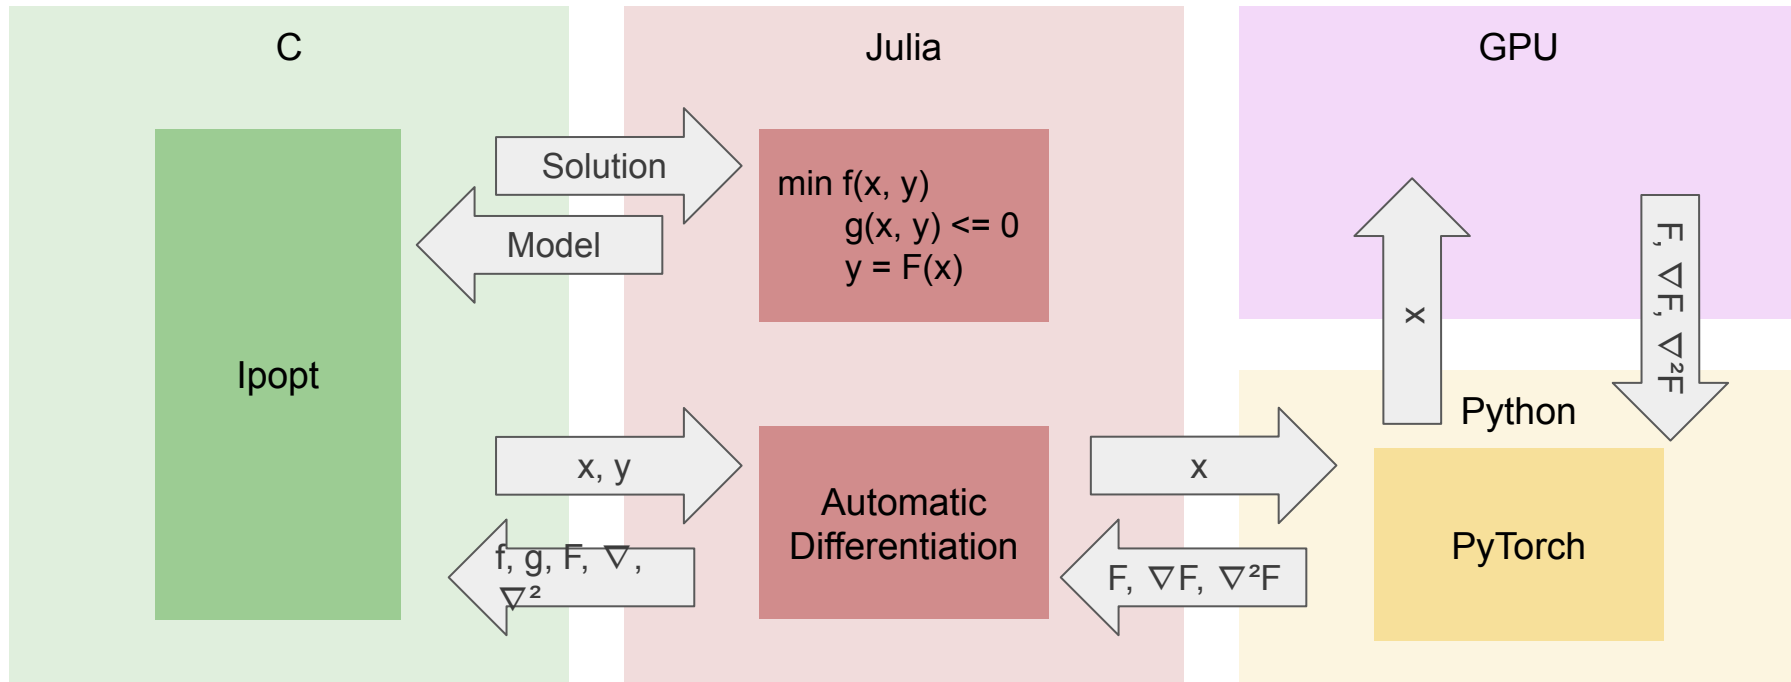 C
Julia
GPU
Solution
Model
min f(x, y)
g(x, y) <= 0
y = F(x)
x
F, ∇F, ∇²F
Ipopt
Python
x, y
Automatic
Differentiation
x
PyTorch
f, g, F, ∇,
∇²
F, ∇F, ∇²F